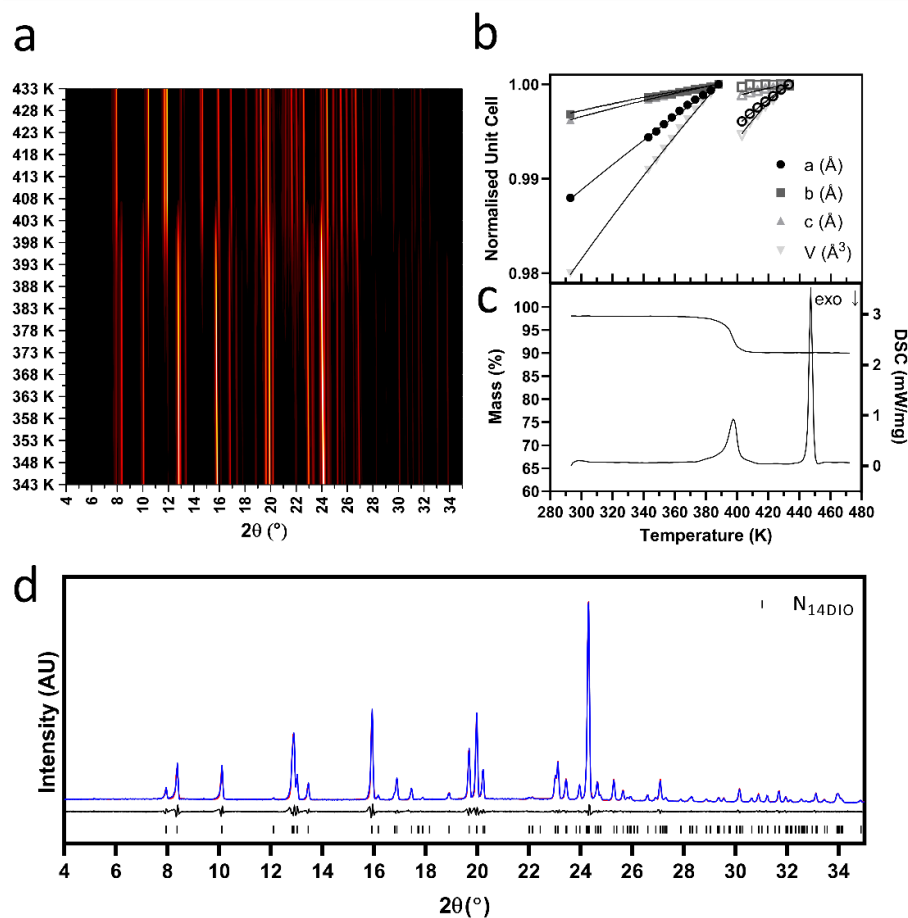 a
433 K
428 K
423 K
418 K
413 K
408 K
403 K
398 K
393 K
388 K
383 K
378 K
373 K
368 K
363 K
358 K
353 K
348 K
343 K
4 6 8 10 12 14 16 18 20 22 24 26 28 30 32 34
2θ (°)
b
Normalised Unit Cell
1.00
0.99
0.98
a (Å)
b (Å)
c (Å)
V (Å³)
c
exo ↓
Mass (%)
100
95
90
85
80
75
70
65
60
3
2
1
0
DSC (mW/mg)
280 300 320 340 360 380 400 420 440 460 480
Temperature (K)
d
Intensity (AU)
N14DIO
4 6 8 10 12 14 16 18 20 22 24 26 28 30 32 34
2θ(°)